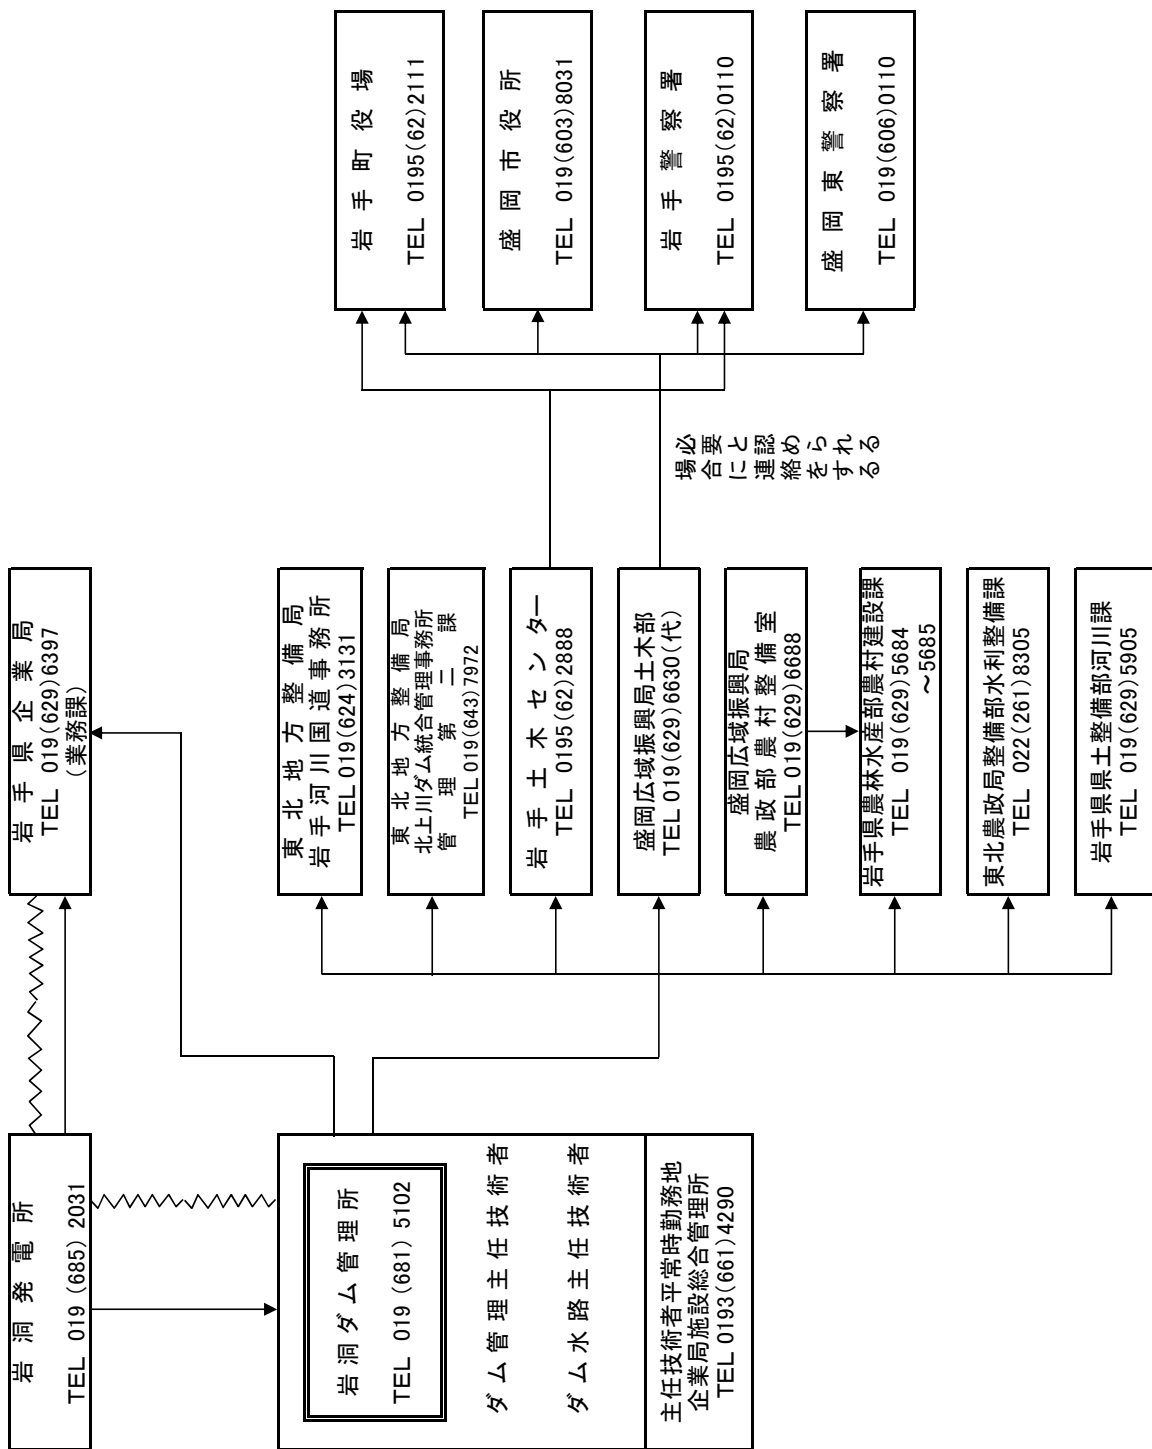 岩洞発電所
TEL 019 (685) 2031
岩手県企業局
TEL 019(629)6397
(業務課)
岩洞ダム管理所
TEL 019 (681) 5102
ダム管理主任技術者
ダム水路主任技術者
主任技術者平常時勤務地
企業局施設総合管理所
TEL 0193(661)4290
東北地方整備局
岩手河川国道事務所
TEL 019(624)3131
東北地方整備局
北上川ダム統合管理事務所
管理第二課
TEL 019(643)7972
岩手土木センター
TEL 0195(62)2888
盛岡広域振興局土木部
TEL 019(629)6630(代)
盛岡広域振興局
農政部農村整備室
TEL 019(629)6688
岩手県農林水産部農村建設課
TEL 019(629)5684
～5685
東北農政局整備部水利整備課
TEL 022(261)8305
岩手県県土整備部河川課
TEL 019(629)5905
必要と認められる
場合に連絡をする
岩手町役場
TEL 0195(62)2111
盛岡市役所
TEL 019(603)8031
岩手警察署
TEL 0195(62)0110
盛岡東警察署
TEL 019(606)0110